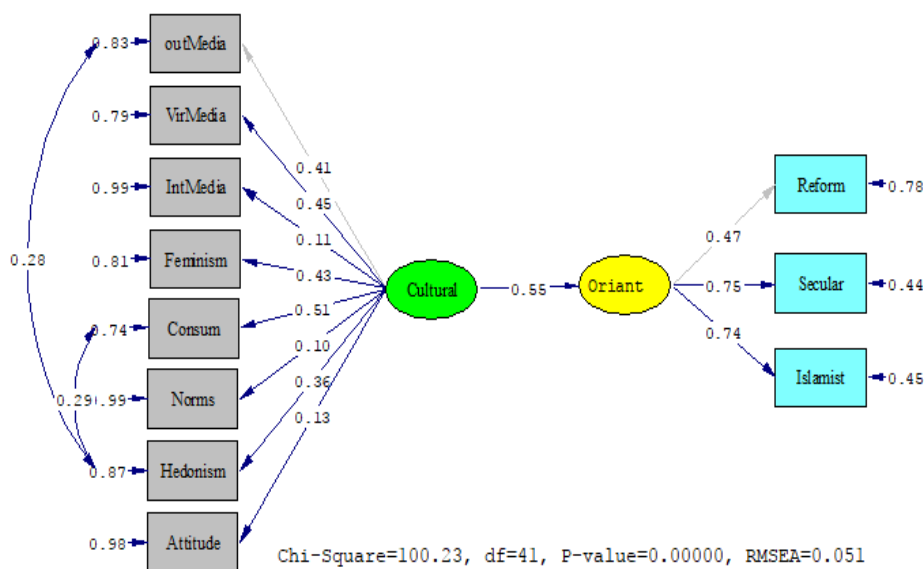 0.83 outMedia
0.41
0.79 VirMedia
0.45
0.99 IntMedia
0.11
0.28
0.81 Feminism
0.43
0.74 Consum
0.51
0.29 0.99 Norms
0.10
0.87 Hedonism
0.36
0.98 Attitude
0.13
Cultural 0.55 Oriant
0.47 Reform 0.78
0.75 Secular 0.44
0.74 Islamist 0.45
Chi-Square=100.23, df=41, P-value=0.00000, RMSEA=0.051